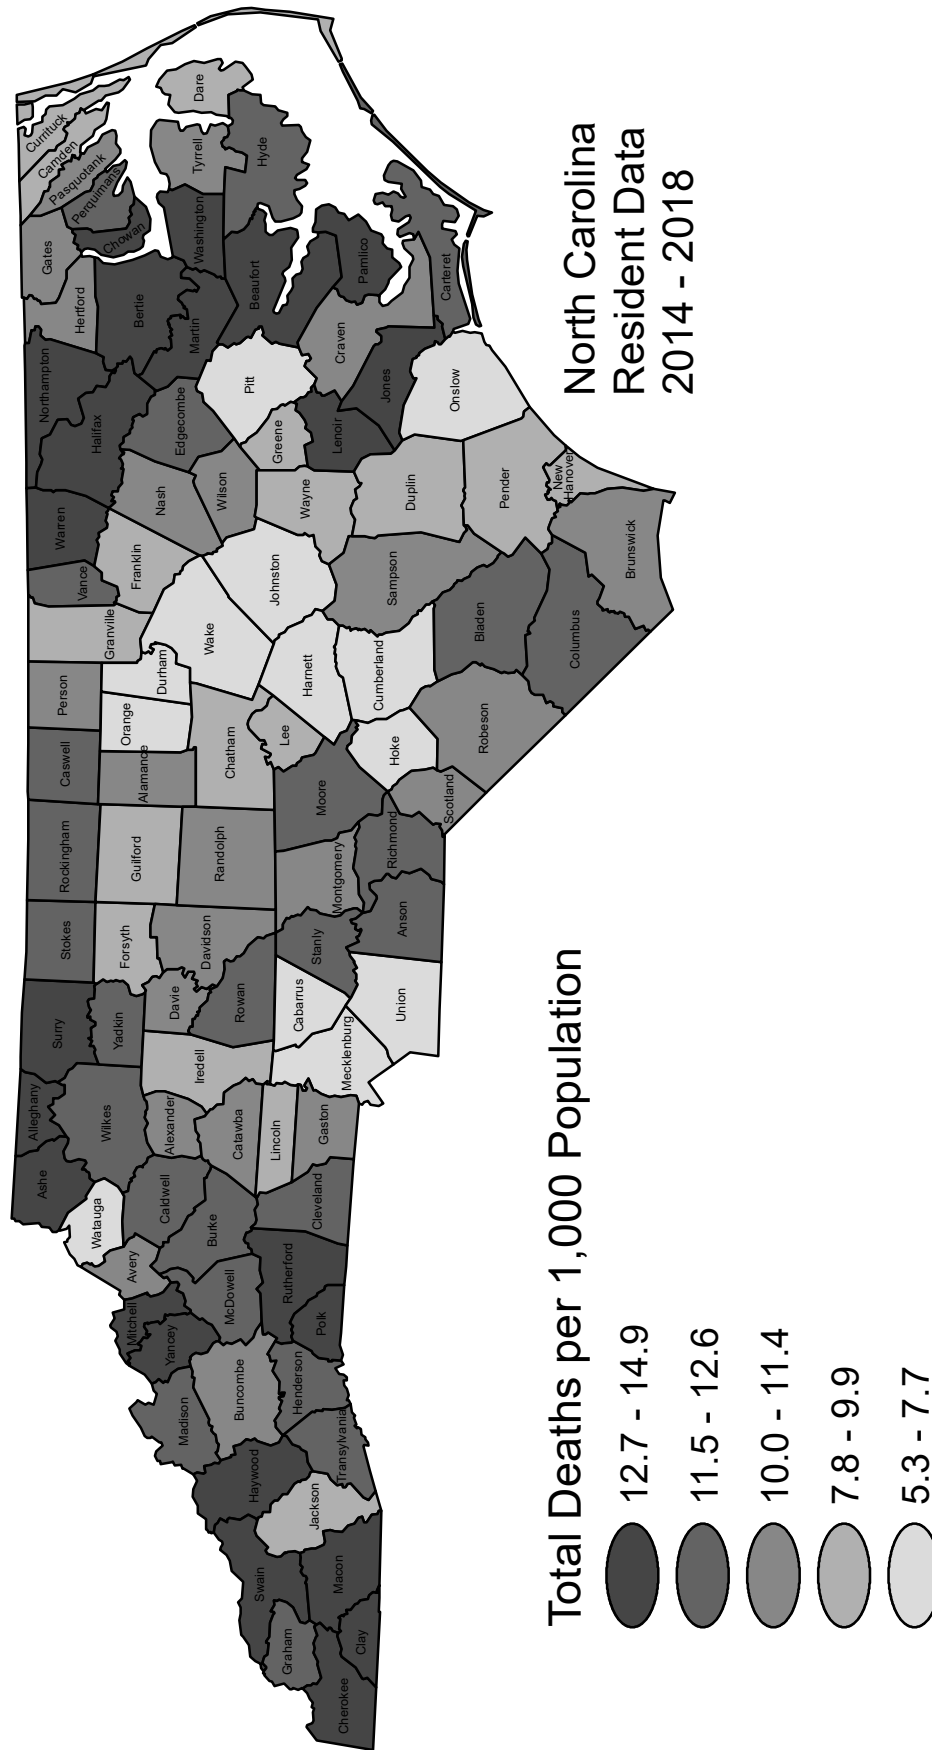 Cherokee
Graham
Clay
Swain
Macon
Jackson
Haywood
Transylvania
Madison
Buncombe
Henderson
Yancey
Mitchell
McDowell
Polk
Rutherford
Avery
Watauga
Ashe
Alleghany
Wilkes
Caldwell
Burke
Cleveland
Alexander
Catawba
Lincoln
Gaston
Surry
Yadkin
Iredell
Mecklenburg
Davie
Rowan
Cabarrus
Union
Stokes
Forsyth
Davidson
Stanly
Anson
Rockingham
Guilford
Randolph
Montgomery
Richmond
Caswell
Alamance
Chatham
Moore
Scotland
Person
Orange
Durham
Lee
Hoke
Robeson
Granville
Wake
Harnett
Cumberland
Bladen
Columbus
Vance
Warren
Franklin
Johnston
Sampson
Brunswick
Northampton
Halifax
Nash
Wilson
Wayne
Duplin
Pender
New
Hanover
Edgecombe
Pitt
Greene
Lenoir
Jones
Onslow
Hertford
Bertie
Martin
Beaufort
Craven
Pamlico
Carteret
Gates
Chowan
Perquimans
Pasquotank
Camden
Currituck
Washington
Tyrrell
Dare
Hyde
North Carolina
Resident Data
2014 - 2018
Total Deaths per 1,000 Population
12.7 - 14.9
11.5 - 12.6
10.0 - 11.4
7.8 - 9.9
5.3 - 7.7